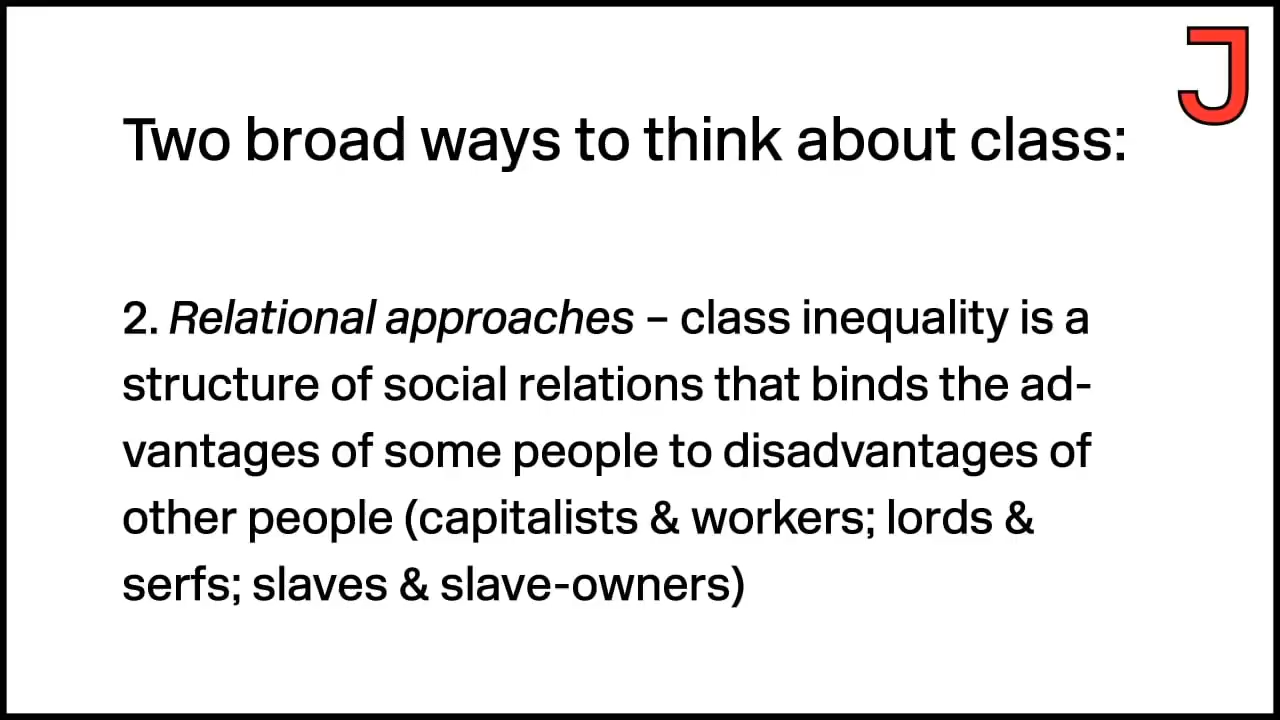 J
Two broad ways to think about class:
2. Relational approaches – class inequality is a
structure of social relations that binds the ad-
vantages of some people to disadvantages of
other people (capitalists & workers; lords &
serfs; slaves & slave-owners)